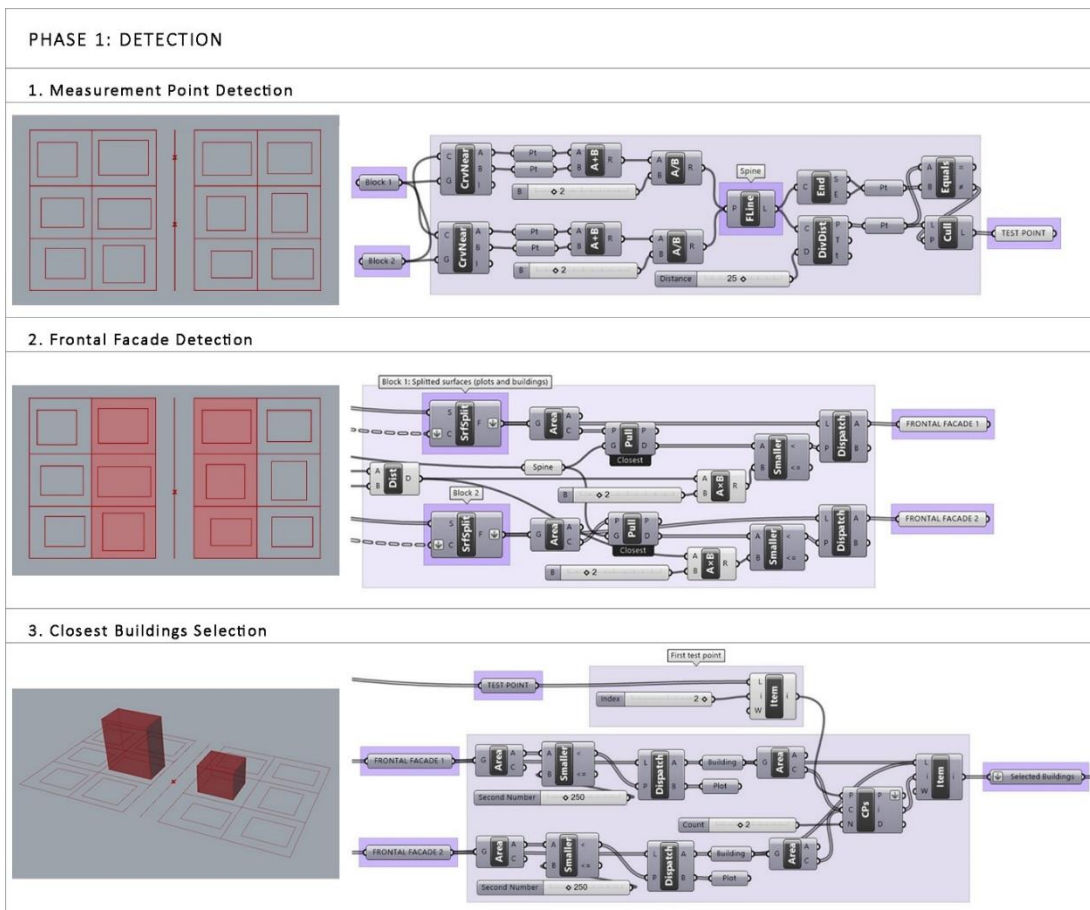 PHASE 1: DETECTION
1. Measurement Point Detection
Block 1
Block 2
C G CrvNear A B I
Pt
Pt
A B A+B R
B 2
A B A/B R
C G CrvNear A B I
Pt
Pt
A B A+B R
B 2
A B A/B R
Spine
P FLine L
C End S E
Pt
C D DivDist P T t
Pt
Distance 25
A B Equals = ≠
L P Cull L
TEST POINT
2. Frontal Facade Detection
Block 1: Splitted surfaces (plots and buildings)
S C SrfSplit F
G Area A C
P G Pull P D
Closest
A B Smaller < <=
L P Dispatch A B
FRONTAL FACADE 1
A B Dist D
Spine
B 2
A B A×B R
Block 2
S C SrfSplit F
G Area A C
P G Pull P D
Closest
A B Smaller < <=
L P Dispatch A B
FRONTAL FACADE 2
B 2
A B A×B R
3. Closest Buildings Selection
First test point
TEST POINT
Index 2
L i W Item i
FRONTAL FACADE 1
G Area A C
A B Smaller < <=
Second Number 250
L P Dispatch A B
Building
Plot
G Area A C
Count 2
P C N CPs P i D
L i W Item i
Selected Buildings
FRONTAL FACADE 2
G Area A C
A B Smaller < <=
Second Number 250
L P Dispatch A B
Building
Plot
G Area A C